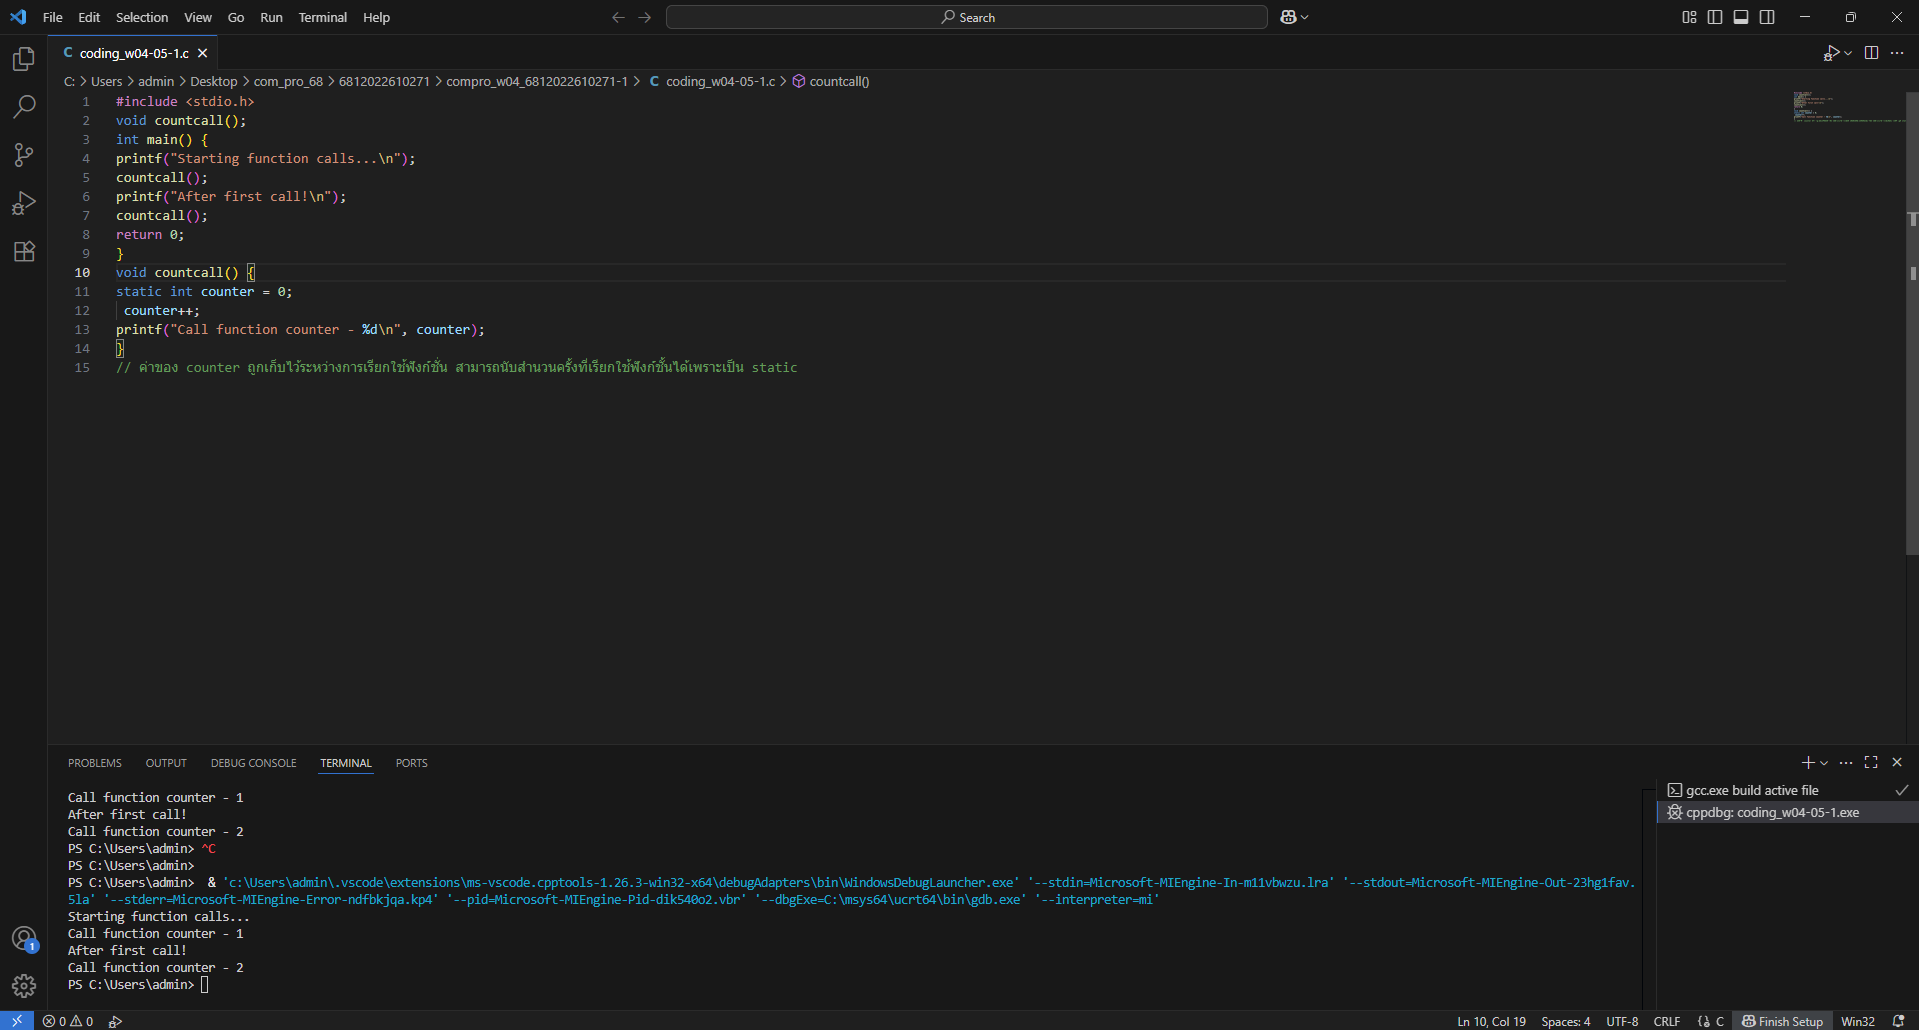 File Edit Selection View Go Run Terminal Help Search
C coding_w04-05-1.c
C: > Users > admin > Desktop > com_pro_68 > 6812022610271 > compro_w04_6812022610271-1 > C coding_w04-05-1.c > countcall()
1 #include <stdio.h>
2 void countcall();
3 int main() {
4 printf("Starting function calls...\n");
5 countcall();
6 printf("After first call!\n");
7 countcall();
8 return 0;
9 }
10 void countcall() {
11 static int counter = 0;
12 counter++;
13 printf("Call function counter - %d\n", counter);
14 }
15 // ค่าของ counter ถูกเก็บไว้ระหว่างการเรียกใช้ฟังก์ชั่น สามารถนับสำนวนครั้งที่เรียกใช้ฟังก์ชั้นได้เพราะเป็น static
PROBLEMS OUTPUT DEBUG CONSOLE TERMINAL PORTS
Call function counter - 1
After first call!
Call function counter - 2
PS C:\Users\admin> ^C
PS C:\Users\admin>
PS C:\Users\admin> & 'c:\Users\admin\.vscode\extensions\ms-vscode.cpptools-1.26.3-win32-x64\debugAdapters\bin\WindowsDebugLauncher.exe' '--stdin=Microsoft-MIEngine-In-m11vbwzu.lra' '--stdout=Microsoft-MIEngine-Out-23hg1fav.
5la' '--stderr=Microsoft-MIEngine-Error-ndfbkjqa.kp4' '--pid=Microsoft-MIEngine-Pid-dik540o2.vbr' '--dbgExe=C:\msys64\ucrt64\bin\gdb.exe' '--interpreter=mi'
Starting function calls...
Call function counter - 1
After first call!
Call function counter - 2
PS C:\Users\admin>
gcc.exe build active file
cppdbg: coding_w04-05-1.exe
1
0 0 Ln 10, Col 19 Spaces: 4 UTF-8 CRLF {} C Finish Setup Win32